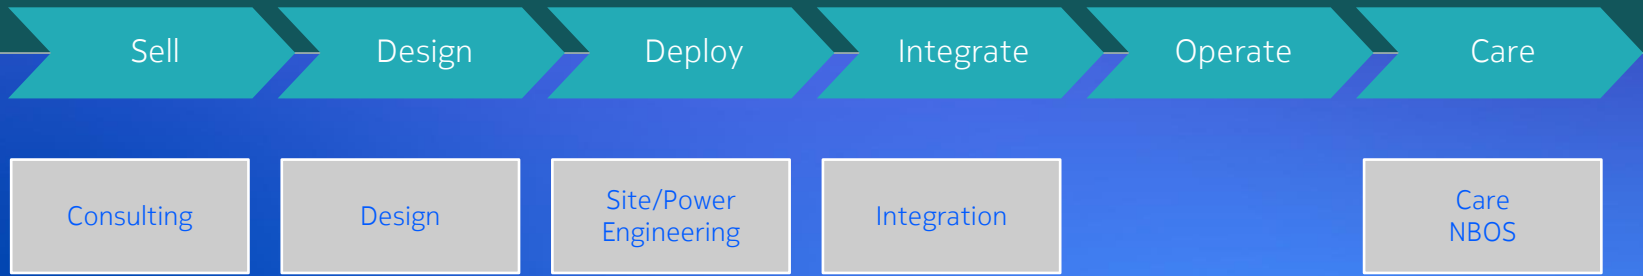 Sell
Design
Deploy
Integrate
Operate
Care
Consulting
Design
Site/Power
Engineering
Integration
Care
NBOS